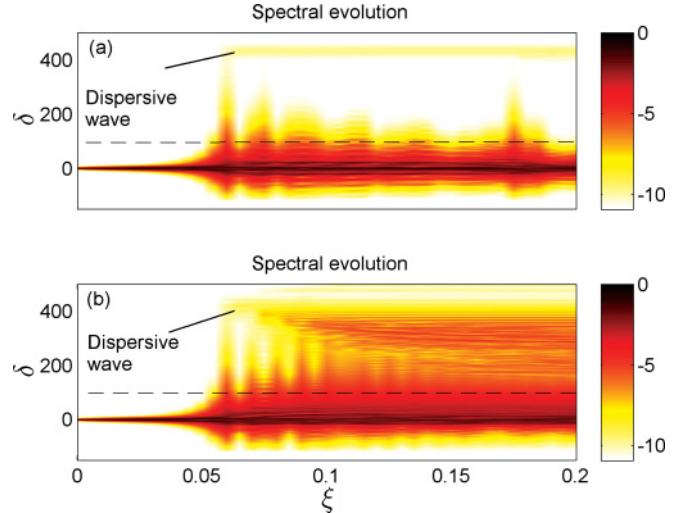 Spectral evolution
(a)
Dispersive
wave
δ
400
200
0
0
-5
-10
Spectral evolution
(b)
Dispersive
wave
δ
400
200
0
0
-5
-10
0
0.05
0.1
0.15
0.2
ξ